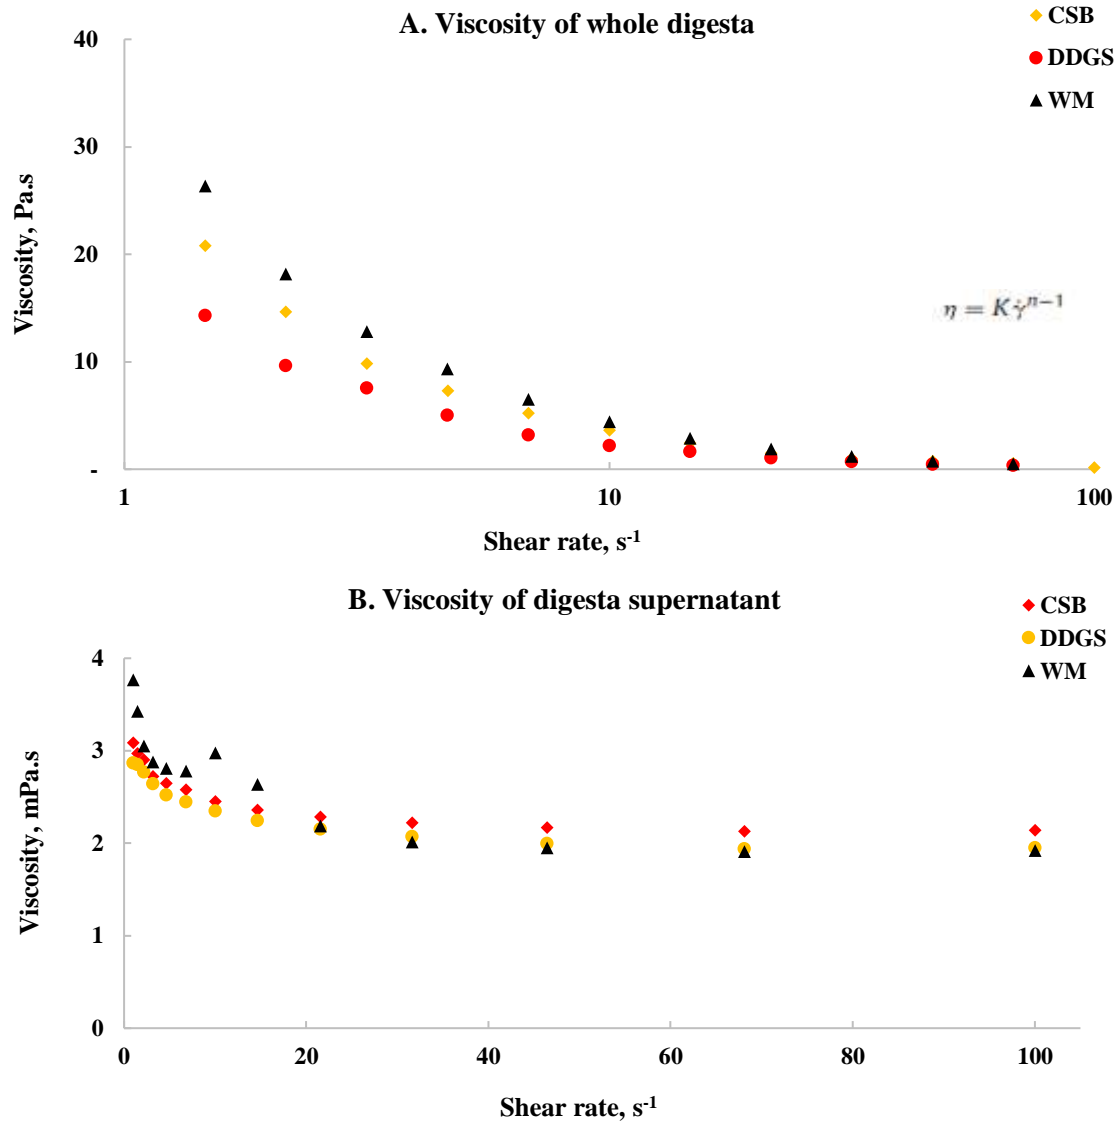 A. Viscosity of whole digesta
CSB
DDGS
WM
40
30
20
10
-
Viscosity, Pa.s
η = Kγ̇ⁿ⁻¹
1
10
100
Shear rate, s⁻¹
B. Viscosity of digesta supernatant
CSB
DDGS
WM
4
3
2
1
0
Viscosity, mPa.s
0
20
40
60
80
100
Shear rate, s⁻¹